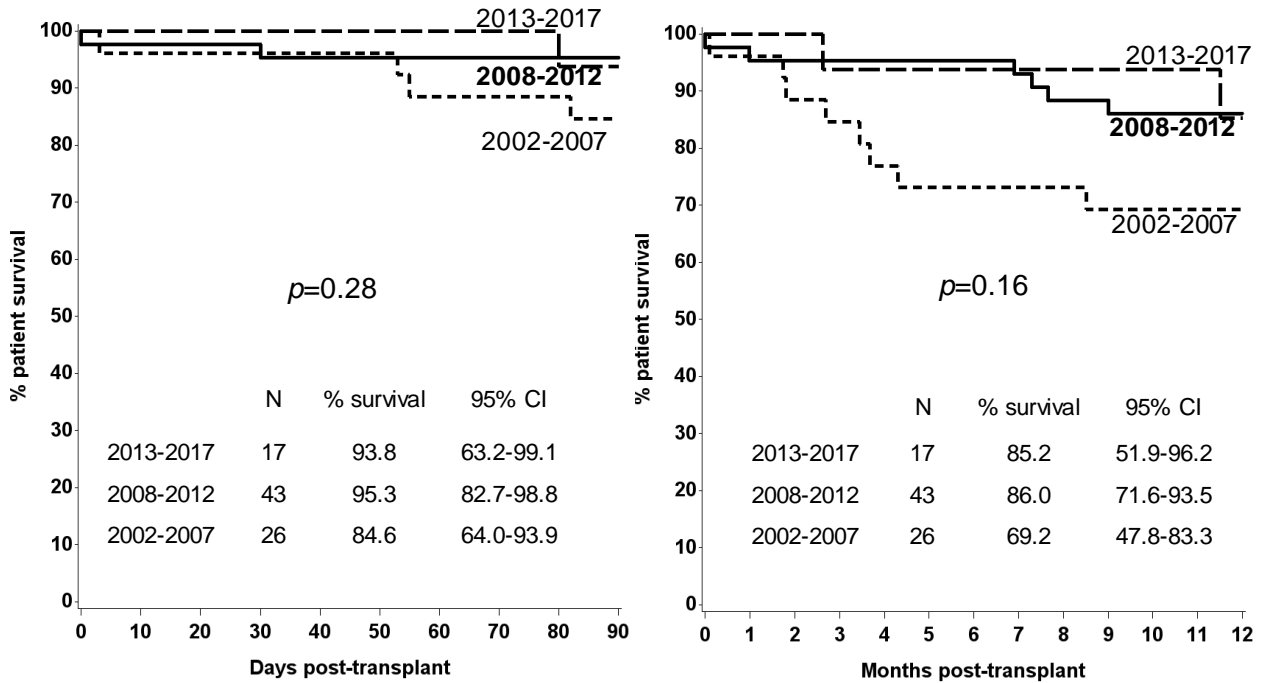 2013-2017
100
90
80
70
60
50
40
30
20
10
0
% patient survival
2008-2012
2002-2007
p=0.28
N % survival 95% CI
2013-2017 17 93.8 63.2-99.1
2008-2012 43 95.3 82.7-98.8
2002-2007 26 84.6 64.0-93.9
0 10 20 30 40 50 60 70 80 90
Days post-transplant
100
90
80
70
60
50
40
30
20
10
0
% patient survival
2013-2017
2008-2012
2002-2007
p=0.16
N % survival 95% CI
2013-2017 17 85.2 51.9-96.2
2008-2012 43 86.0 71.6-93.5
2002-2007 26 69.2 47.8-83.3
0 1 2 3 4 5 6 7 8 9 10 11 12
Months post-transplant